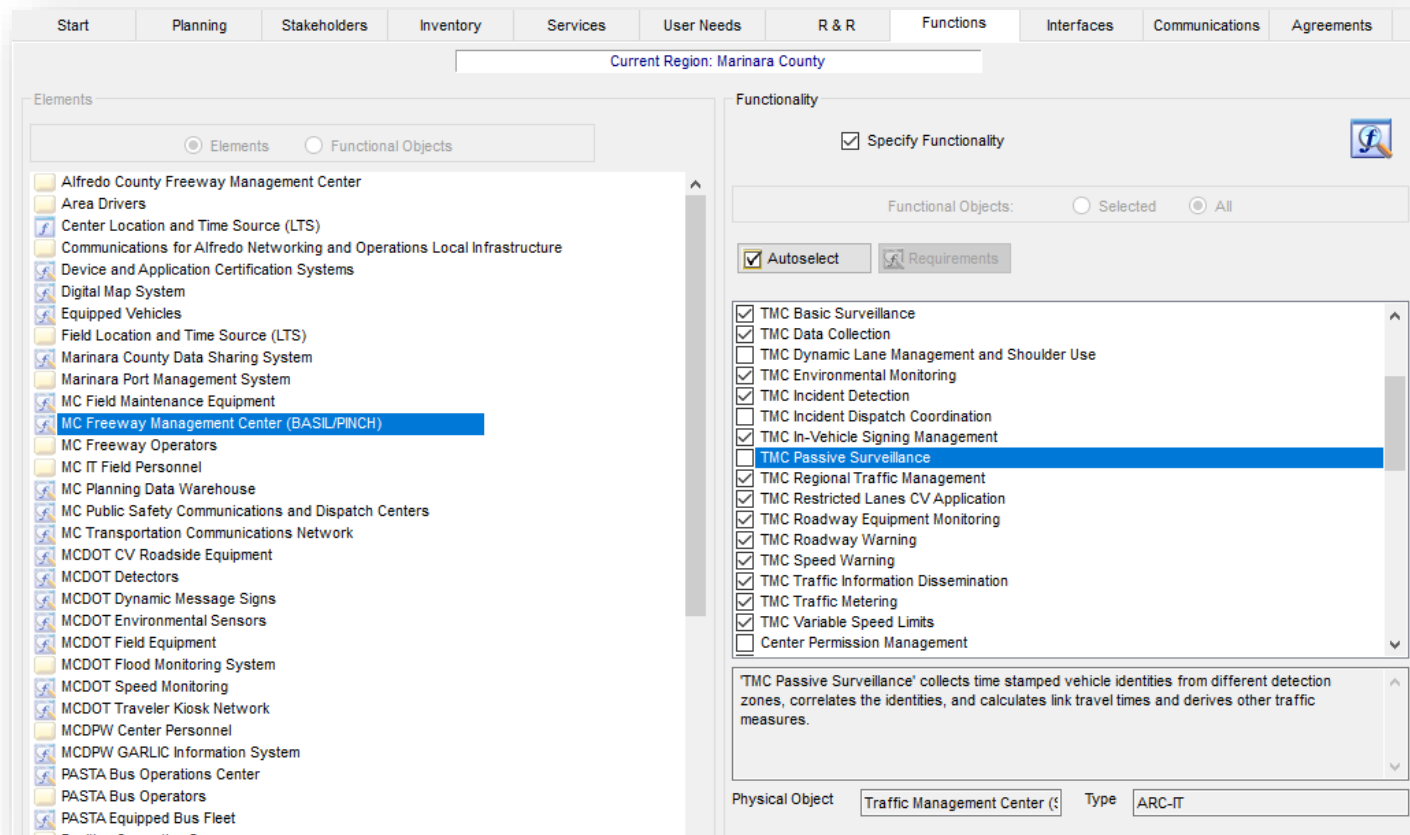 Start Planning Stakeholders Inventory Services User Needs R & R Functions Interfaces Communications Agreements
Current Region: Marinara County
Elements
Elements Functional Objects
Alfredo County Freeway Management Center
Area Drivers
Center Location and Time Source (LTS)
Communications for Alfredo Networking and Operations Local Infrastructure
Device and Application Certification Systems
Digital Map System
Equipped Vehicles
Field Location and Time Source (LTS)
Marinara County Data Sharing System
Marinara Port Management System
MC Field Maintenance Equipment
MC Freeway Management Center (BASIL/PINCH)
MC Freeway Operators
MC IT Field Personnel
MC Planning Data Warehouse
MC Public Safety Communications and Dispatch Centers
MC Transportation Communications Network
MCDOT CV Roadside Equipment
MCDOT Detectors
MCDOT Dynamic Message Signs
MCDOT Environmental Sensors
MCDOT Field Equipment
MCDOT Flood Monitoring System
MCDOT Speed Monitoring
MCDOT Traveler Kiosk Network
MCDPW Center Personnel
MCDPW GARLIC Information System
PASTA Bus Operations Center
PASTA Bus Operators
PASTA Equipped Bus Fleet
Functionality
Specify Functionality
Functional Objects: Selected All
Autoselect Requirements
TMC Basic Surveillance
TMC Data Collection
TMC Dynamic Lane Management and Shoulder Use
TMC Environmental Monitoring
TMC Incident Detection
TMC Incident Dispatch Coordination
TMC In-Vehicle Signing Management
TMC Passive Surveillance
TMC Regional Traffic Management
TMC Restricted Lanes CV Application
TMC Roadway Equipment Monitoring
TMC Roadway Warning
TMC Speed Warning
TMC Traffic Information Dissemination
TMC Traffic Metering
TMC Variable Speed Limits
Center Permission Management
'TMC Passive Surveillance' collects time stamped vehicle identities from different detection
zones, correlates the identities, and calculates link travel times and derives other traffic
measures.
Physical Object Traffic Management Center ( Type ARC-IT